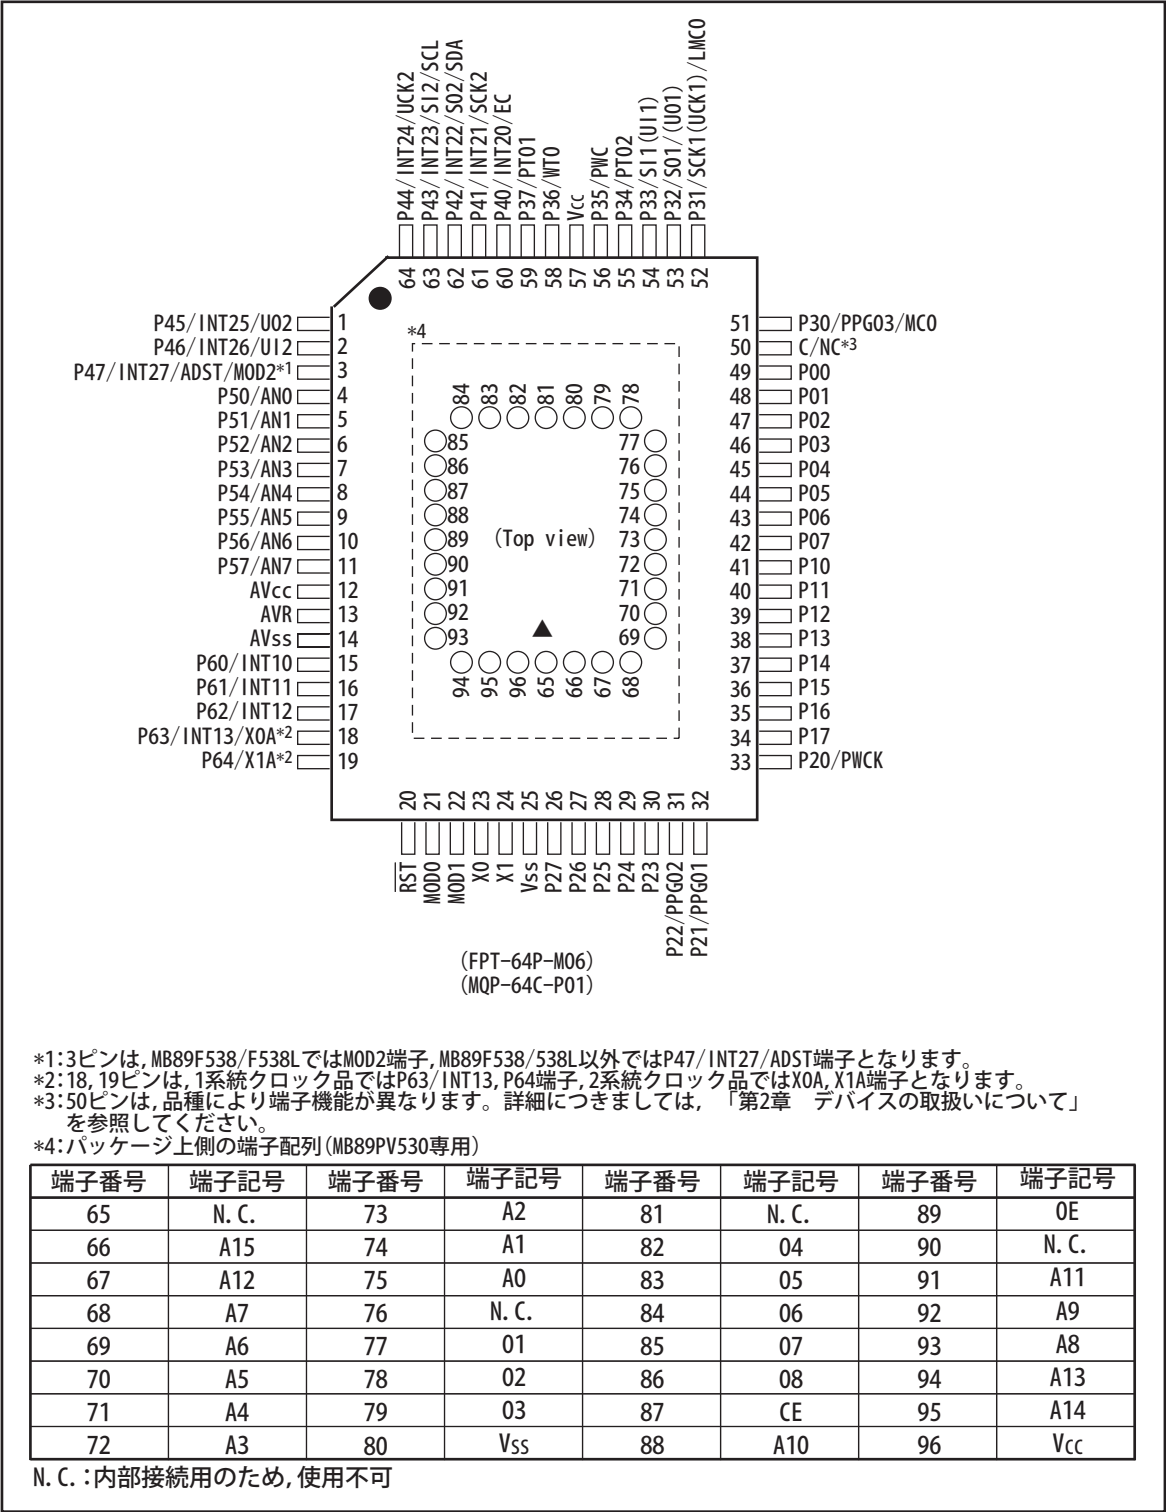 P44/INT24/UCK2
P43/INT23/SI2/SCL
P42/INT22/SO2/SDA
P41/INT21/SCK2
P40/INT20/EC
P37/PTO1
P36/WTO
Vcc
P35/PWC
P34/PTO2
P33/SI1(UI1)
P32/SO1/(UO1)
P31/SCK1(UCK1)/LMCO
64 63 62 61 60 59 58 57 56 55 54 53 52
P45/INT25/UO2 1
P46/INT26/UI2 2
P47/INT27/ADST/MOD2*1 3
P50/AN0 4
P51/AN1 5
P52/AN2 6
P53/AN3 7
P54/AN4 8
P55/AN5 9
P56/AN6 10
P57/AN7 11
AVcc 12
AVR 13
AVss 14
P60/INT10 15
P61/INT11 16
P62/INT12 17
P63/INT13/X0A*2 18
P64/X1A*2 19
*4
84 83 82 81 80 79 78
85 77
86 76
87 75
88 74
89 (Top view) 73
90 72
91 71
92 70
93 ▲ 69
94 95 96 65 66 67 68
51 P30/PPG03/MCO
50 C/NC*3
49 P00
48 P01
47 P02
46 P03
45 P04
44 P05
43 P06
42 P07
41 P10
40 P11
39 P12
38 P13
37 P14
36 P15
35 P16
34 P17
33 P20/PWCK
20 21 22 23 24 25 26 27 28 29 30 31 32
RST
MOD0
MOD1
X0
X1
Vss
P27
P26
P25
P24
P23
P22/PPG02
P21/PPG01
(FPT-64P-M06)
(MQP-64C-P01)
*1:3ピンは,MB89F538/F538LではMOD2端子,MB89F538/538L以外ではP47/INT27/ADST端子となります。
*2:18,19ピンは,1系統クロック品ではP63/INT13,P64端子,2系統クロック品ではX0A,X1A端子となります。
*3:50ピンは,品種により端子機能が異なります。詳細につきましては, 「第2章 デバイスの取扱いについて」
を参照してください。
*4:パッケージ上側の端子配列(MB89PV530専用)
端子番号 端子記号 端子番号 端子記号 端子番号 端子記号 端子番号 端子記号
65 N.C. 73 A2 81 N.C. 89 OE
66 A15 74 A1 82 O4 90 N.C.
67 A12 75 A0 83 O5 91 A11
68 A7 76 N.C. 84 O6 92 A9
69 A6 77 O1 85 O7 93 A8
70 A5 78 O2 86 O8 94 A13
71 A4 79 O3 87 CE 95 A14
72 A3 80 Vss 88 A10 96 Vcc
N.C.:内部接続用のため,使用不可